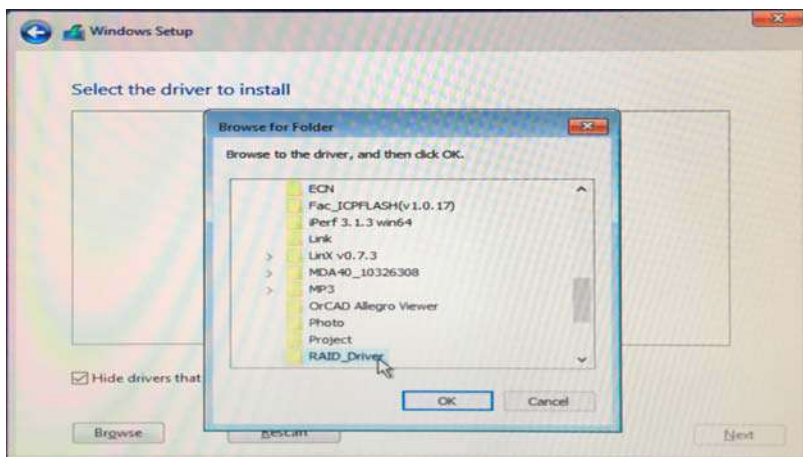 Windows Setup
Select the driver to install
Browse for Folder
Browse to the driver, and then click OK.
ECN
Fac_ICPFLASH(v1.0.17)
iPerf 3.1.3 win64
Link
LinX v0.7.3
MDA40_10326308
MP3
OrCAD Allegro Viewer
Photo
Project
RAID_Driver
Hide drivers that
OK
Cancel
Browse
Rescan
Next